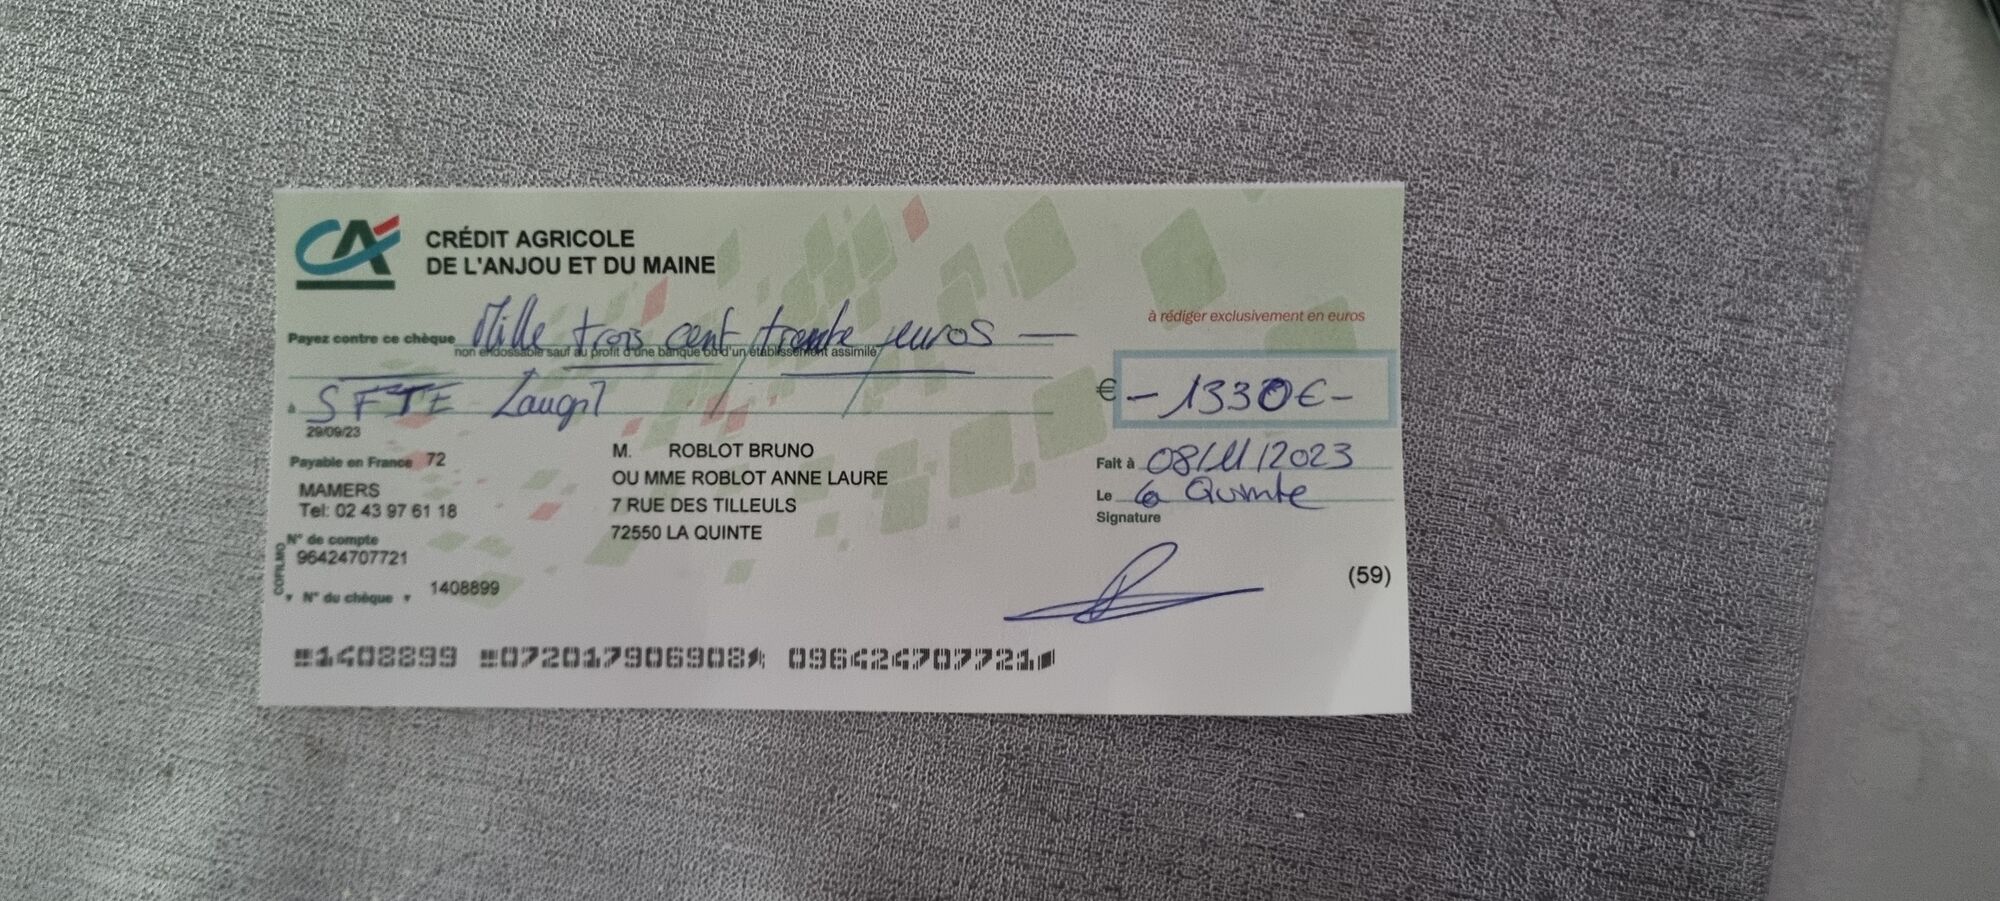 CA
CRÉDIT AGRICOLE
DE L'ANJOU ET DU MAINE
à rédiger exclusivement en euros
Payez contre ce chèque Mille trois cent trente euros —
non endossable sauf au profit d'une banque ou d'un établissement assimilé
€ - 1330€ -
à SFTE
29/09/23
Payable en France 72
MAMERS
Tel: 02 43 97 61 18
N° de compte
96424707721
COFILMO
N° du chèque 1408899
M. ROBLOT BRUNO
OU MME ROBLOT ANNE LAURE
7 RUE DES TILLEULS
72550 LA QUINTE
Fait à 08/11/2023
Le La Quinte
Signature
(59)
1408899 072017906908 096424707721